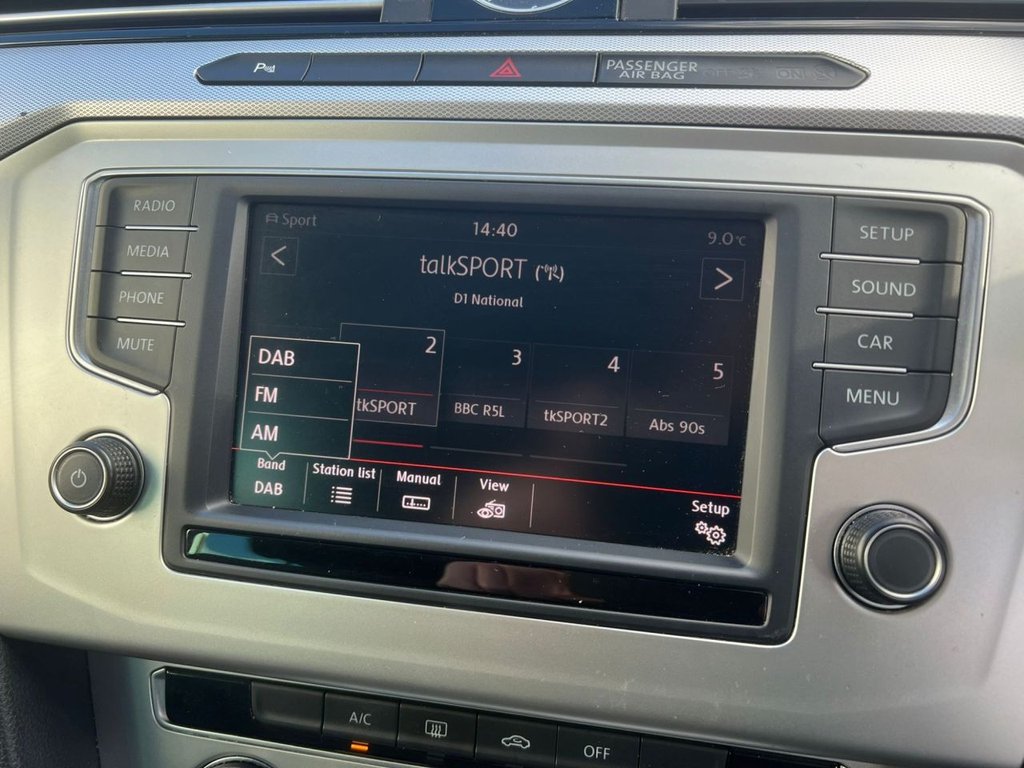 P
PASSENGER
AIR BAG OFF ON
RADIO
MEDIA
PHONE
MUTE
Sport
14:40
9.0°C
<
talkSPORT
>
D1 National
2
3
4
5
tkSPORT
BBC R5L
tkSPORT2
Abs 90s
DAB
FM
AM
Band
DAB
Station list
Manual
View
Setup
SETUP
SOUND
CAR
MENU
A/C
OFF